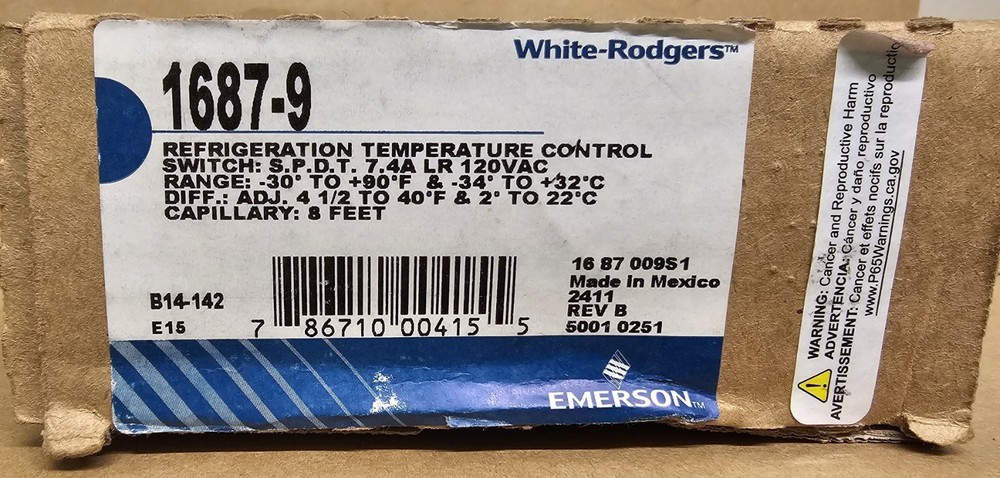 White-Rodgers™
1687-9
REFRIGERATION TEMPERATURE CONTROL
SWITCH: S.P.D.T. 7.4A LR 120VAC
RANGE: -30° TO +90°F & -34° TO +32°C
DIFF.: ADJ. 4 1/2 TO 40°F & 2° TO 22°C
CAPILLARY: 8 FEET
B14-142
E15
7 86710 00415 5
16 87 009S1
Made in Mexico
2411
REV B
5001 0251
EMERSON™
WARNING: Cancer and Reproductive Harm
ADVERTENCIA: Cáncer y daño reproductivo
AVERTISSEMENT: Cancer et effets nocifs sur la reproductio
www.P65Warnings.ca.gov